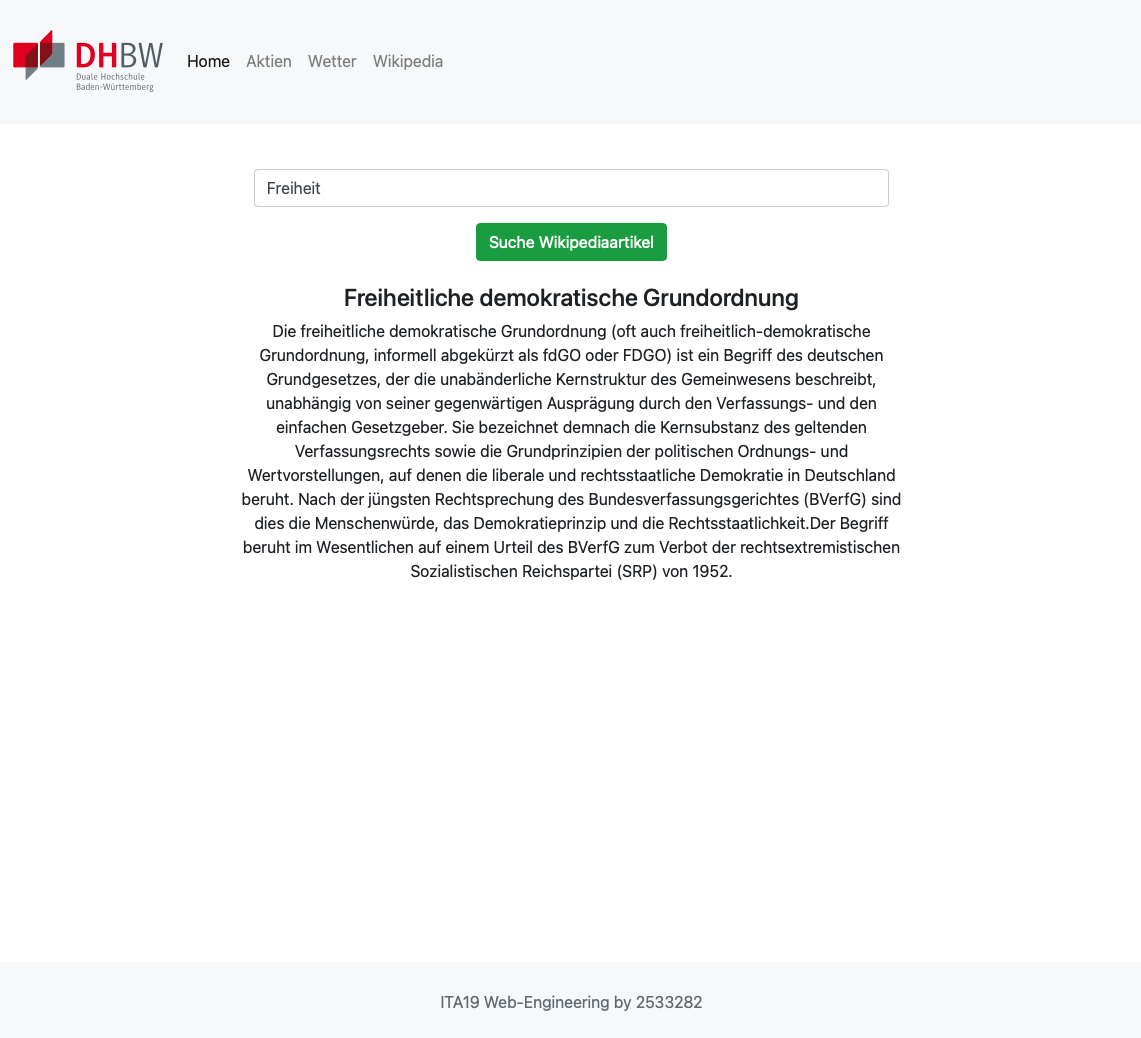 DHBW
Duale Hochschule
Baden-Württemberg
Home Aktien Wetter Wikipedia
Freiheit
Suche Wikipediaartikel
Freiheitliche demokratische Grundordnung
Die freiheitliche demokratische Grundordnung (oft auch freiheitlich-demokratische
Grundordnung, informell abgekürzt als fdGO oder FDGO) ist ein Begriff des deutschen
Grundgesetzes, der die unabänderliche Kernstruktur des Gemeinwesens beschreibt,
unabhängig von seiner gegenwärtigen Ausprägung durch den Verfassungs- und den
einfachen Gesetzgeber. Sie bezeichnet demnach die Kernsubstanz des geltenden
Verfassungsrechts sowie die Grundprinzipien der politischen Ordnungs- und
Wertvorstellungen, auf denen die liberale und rechtsstaatliche Demokratie in Deutschland
beruht. Nach der jüngsten Rechtsprechung des Bundesverfassungsgerichtes (BVerfG) sind
dies die Menschenwürde, das Demokratieprinzip und die Rechtsstaatlichkeit.Der Begriff
beruht im Wesentlichen auf einem Urteil des BVerfG zum Verbot der rechtsextremistischen
Sozialistischen Reichspartei (SRP) von 1952.
ITA19 Web-Engineering by 2533282